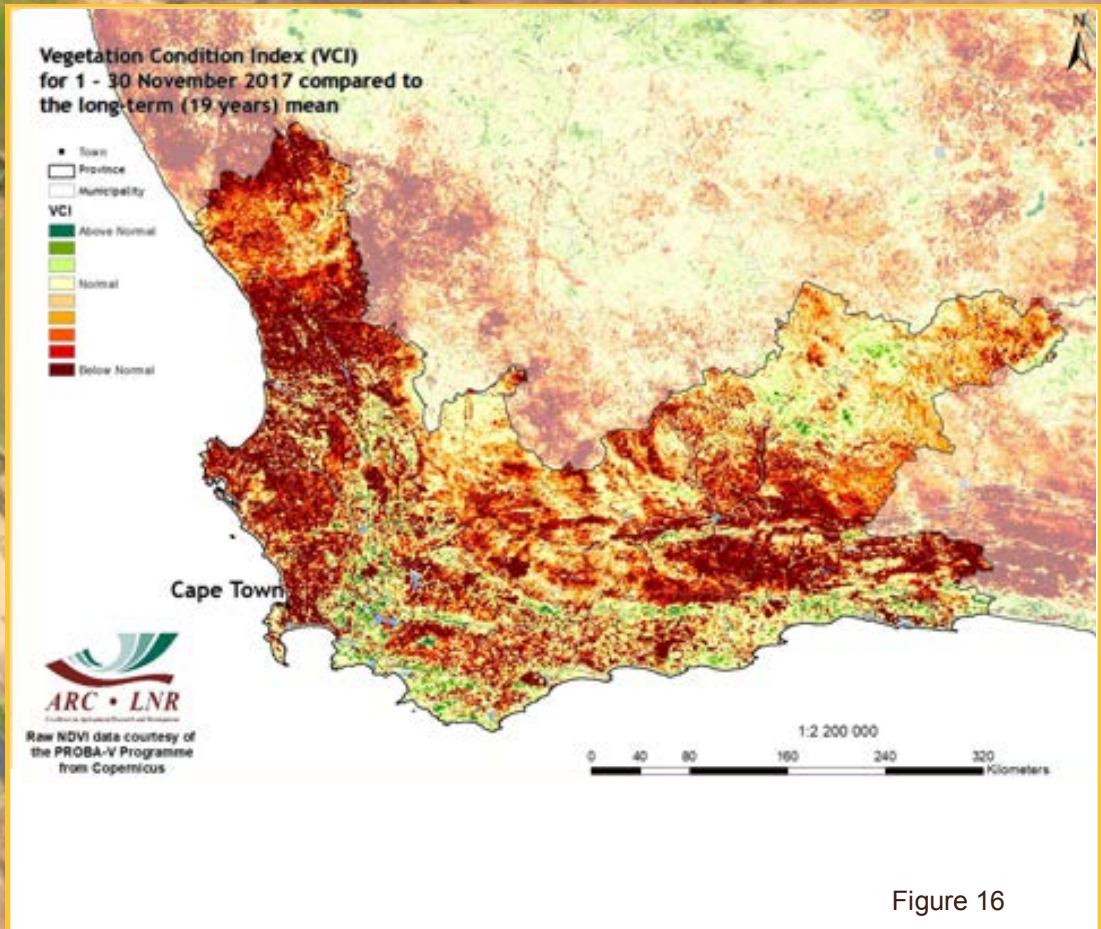 Vegetation Condition Index (VCI)
for 1 - 30 November 2017 compared to
the long-term (19 years) mean
N
Town
Province
Municipality
VCI
Above Normal
Normal
Below Normal
Cape Town
ARC • LNR
Raw NDVI data courtesy of
the PROBA-V Programme
from Copernicus
1:2 200 000
0 40 80 160 240 320
Kilometers
Figure 16